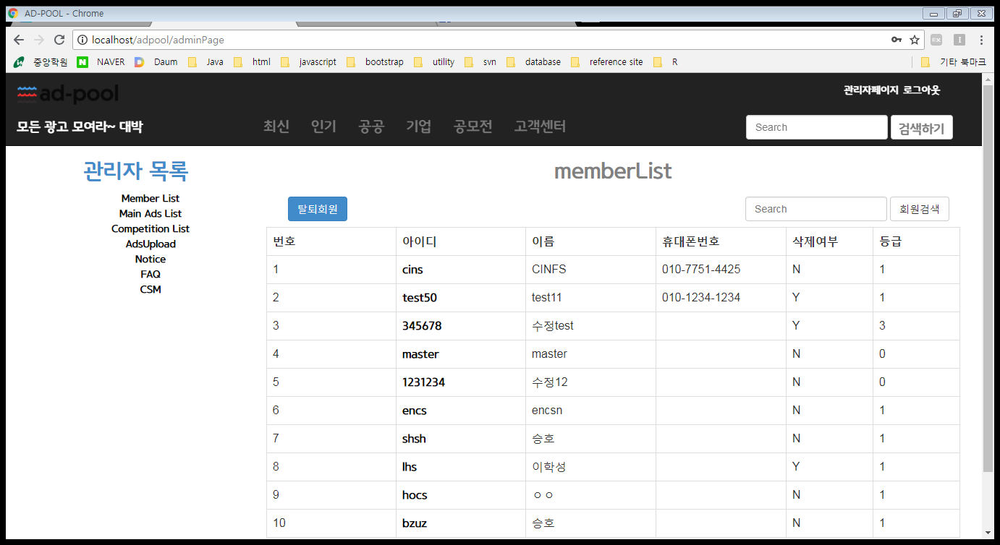 AD-POOL - Chrome
localhost/adpool/adminPage
중앙학원 NAVER Daum Java html javascript bootstrap utility svn database reference site R 기타 북마크
ad-pool
관리자페이지 로그아웃
모든 광고 모여라~ 대박 최신 인기 공공 기업 공모전 고객센터 Search 검색하기
관리자 목록
Member List
Main Ads List
Competition List
AdsUpload
Notice
FAQ
CSM
memberList
탈퇴회원 Search 회원검색
번호 아이디 이름 휴대폰번호 삭제여부 등급
1 cins CINFS 010-7751-4425 N 1
2 test50 test11 010-1234-1234 Y 1
3 345678 수정test Y 3
4 master master N 0
5 1231234 수정12 N 0
6 encs encsn N 1
7 shsh 승호 N 1
8 lhs 이학성 Y 1
9 hocs ㅇㅇ N 1
10 bzuz 승호 N 1